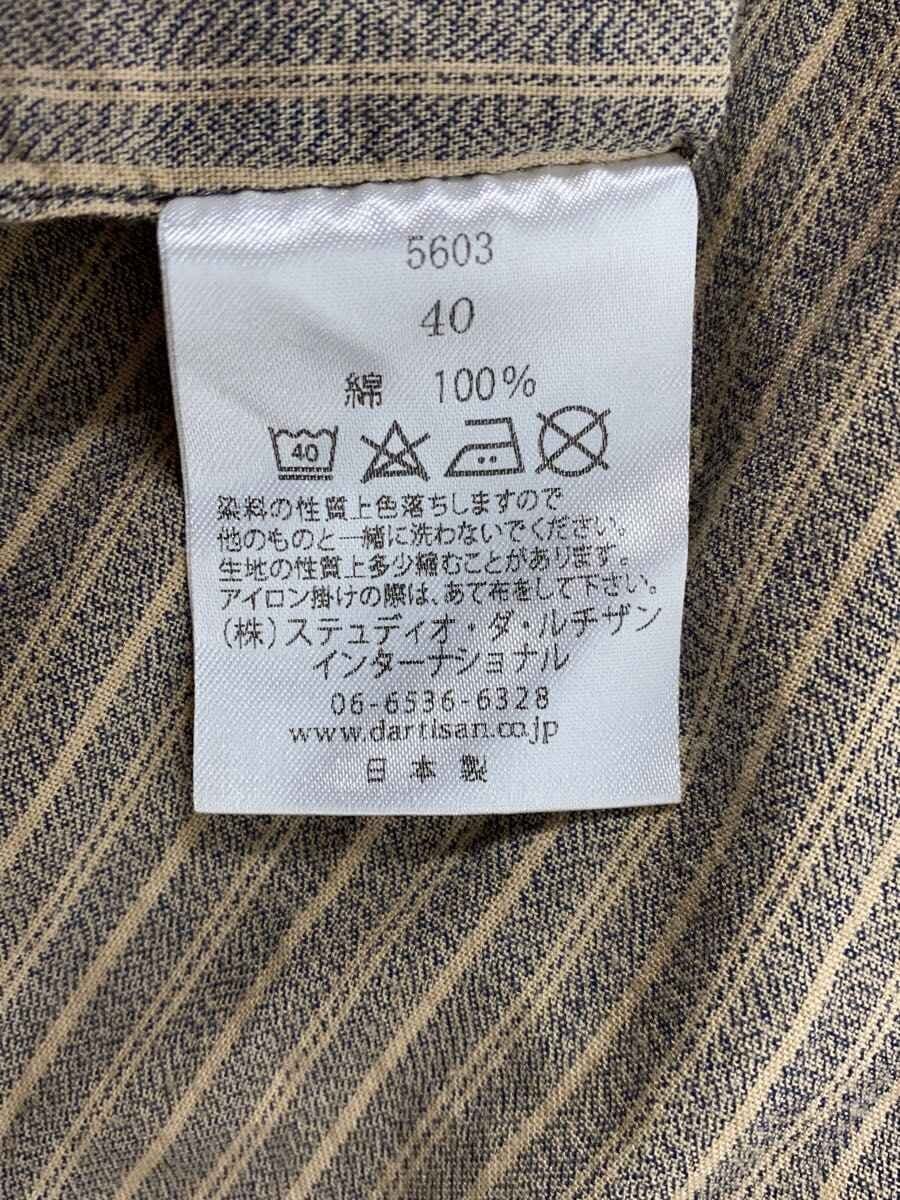 5603
40
綿 100%
40
染料の性質上色落ちしますので
他のものと一緒に洗わないでください。
生地の性質上多少縮むことがあります。
アイロン掛けの際は、あて布をして下さい。
(株)ステュディオ・ダ・ルチザン
インターナショナル
06-6536-6328
www.dartisan.co.jp
日本製